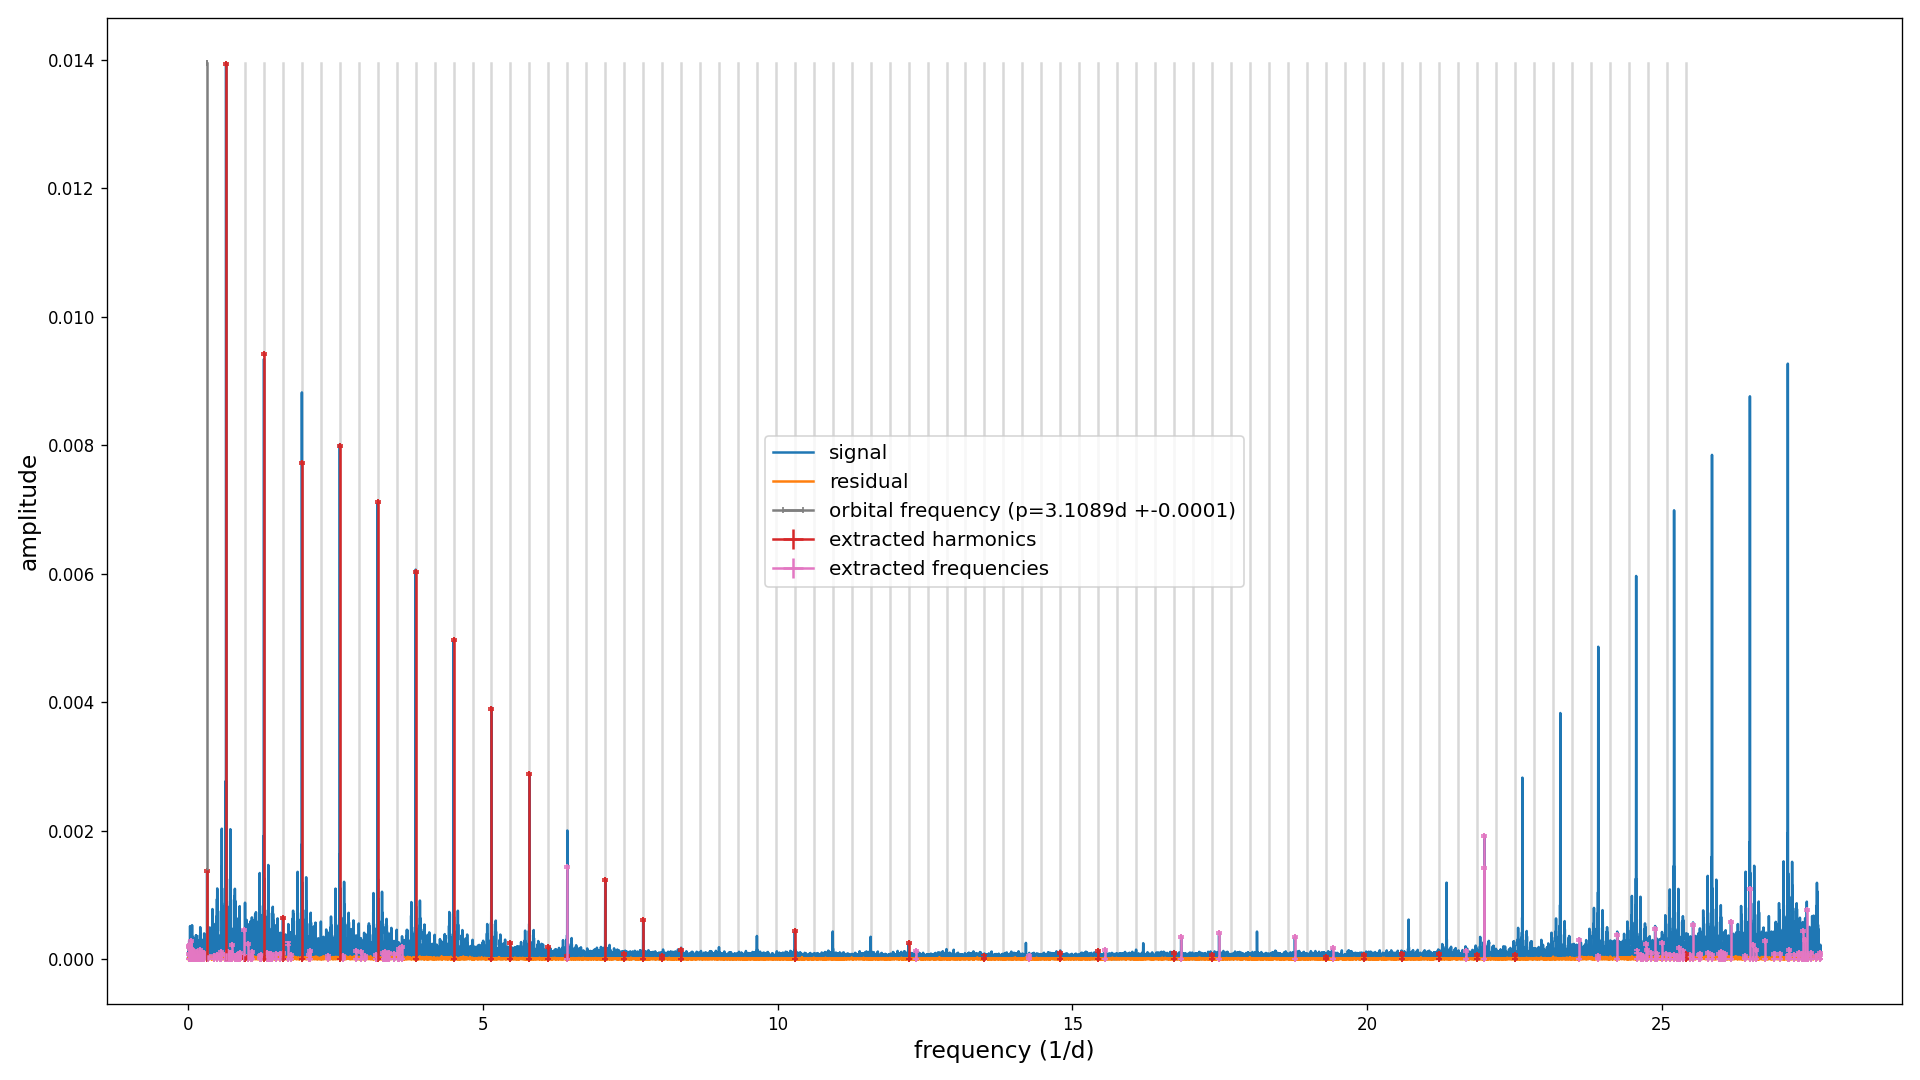 0.014
0.012
0.010
0.008
0.006
0.004
0.002
0.000
amplitude
signal
residual
orbital frequency (p=3.1089d +-0.0001)
extracted harmonics
extracted frequencies
0 5 10 15 20 25
frequency (1/d)